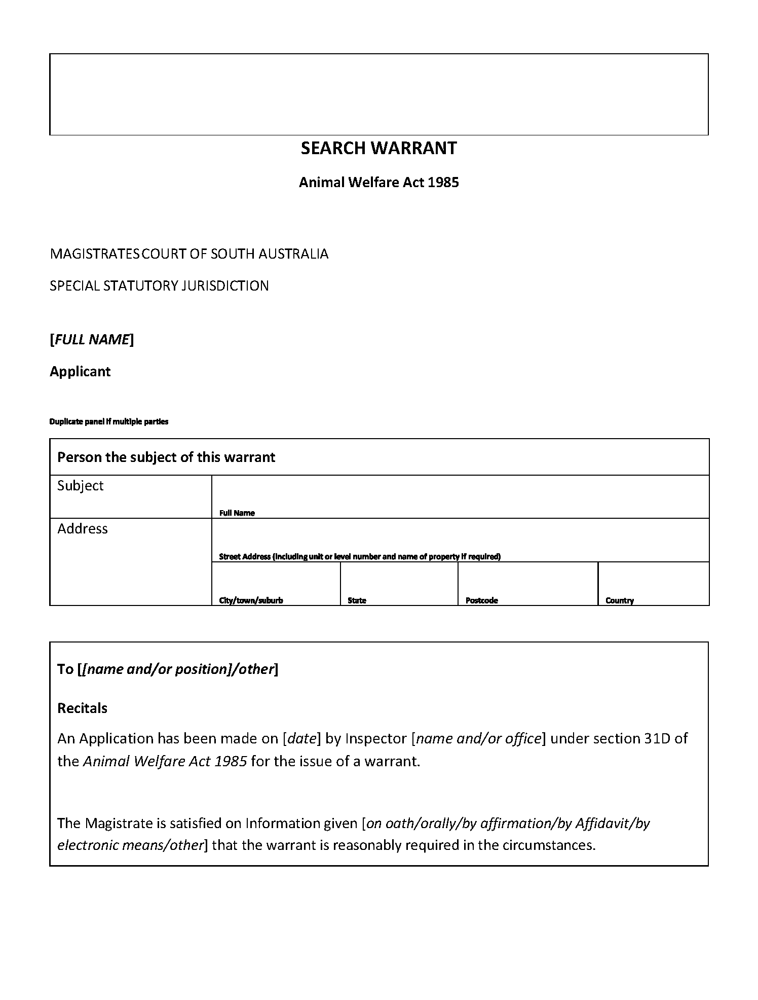 SEARCH WARRANT
Animal Welfare Act 1985
MAGISTRATES COURT OF SOUTH AUSTRALIA
SPECIAL STATUTORY JURISDICTION
[FULL NAME]
Applicant
Duplicate panel if multiple parties
Person the subject of this warrant
Subject
Full Name
Address
Street Address (including unit or level number and name of property if required)
City/town/suburb State Postcode Country
To [[name and/or position]/other]
Recitals
An Application has been made on [date] by Inspector [name and/or office] under section 31D of
the Animal Welfare Act 1985 for the issue of a warrant.
The Magistrate is satisfied on Information given [on oath/orally/by affirmation/by Affidavit/by
electronic means/other] that the warrant is reasonably required in the circumstances.